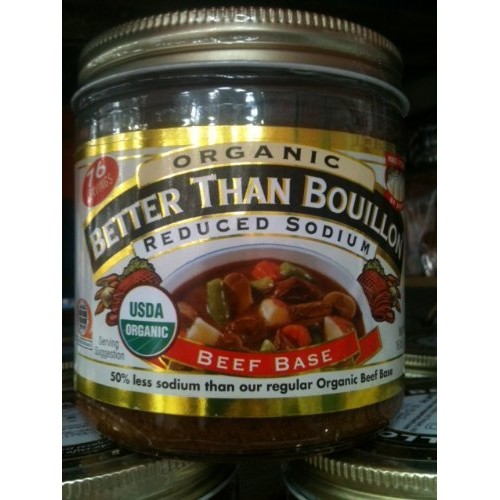 76
SERVINGS
ORGANIC
BETTER THAN BOUILLON
REDUCED SODIUM
USDA
ORGANIC
Serving
Suggestion
BEEF BASE
50% less sodium than our regular Organic Beef Base